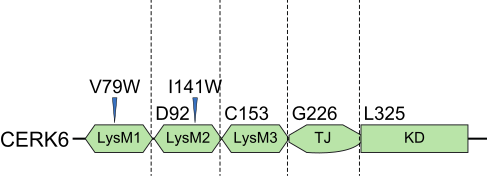 V79W I141W
D92 C153 G226 L325
CERK6 LysM1 LysM2 LysM3 TJ KD